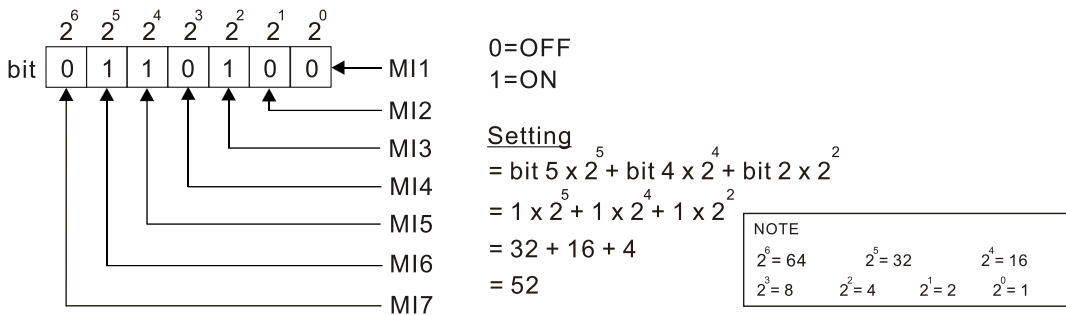 2⁶ 2⁵ 2⁴ 2³ 2² 2¹ 2⁰
bit 0 1 1 0 1 0 0 MI1
MI2
MI3
MI4
MI5
MI6
MI7
0=OFF
1=ON
Setting
= bit 5 x 2⁵ + bit 4 x 2⁴ + bit 2 x 2²
= 1 x 2⁵ + 1 x 2⁴ + 1 x 2²
= 32 + 16 + 4
= 52
NOTE
2⁶ = 64 2⁵ = 32 2⁴ = 16
2³ = 8 2² = 4 2¹ = 2 2⁰ = 1